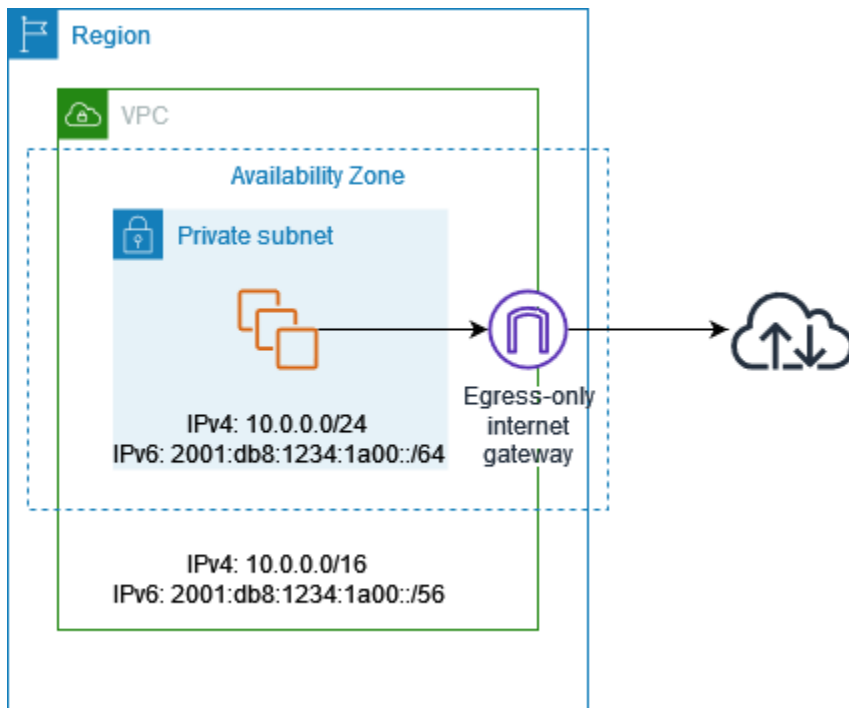 Region
VPC
Availability Zone
Private subnet
IPv4: 10.0.0.0/24
IPv6: 2001:db8:1234:1a00::/64
Egress-only
internet
gateway
IPv4: 10.0.0.0/16
IPv6: 2001:db8:1234:1a00::/56